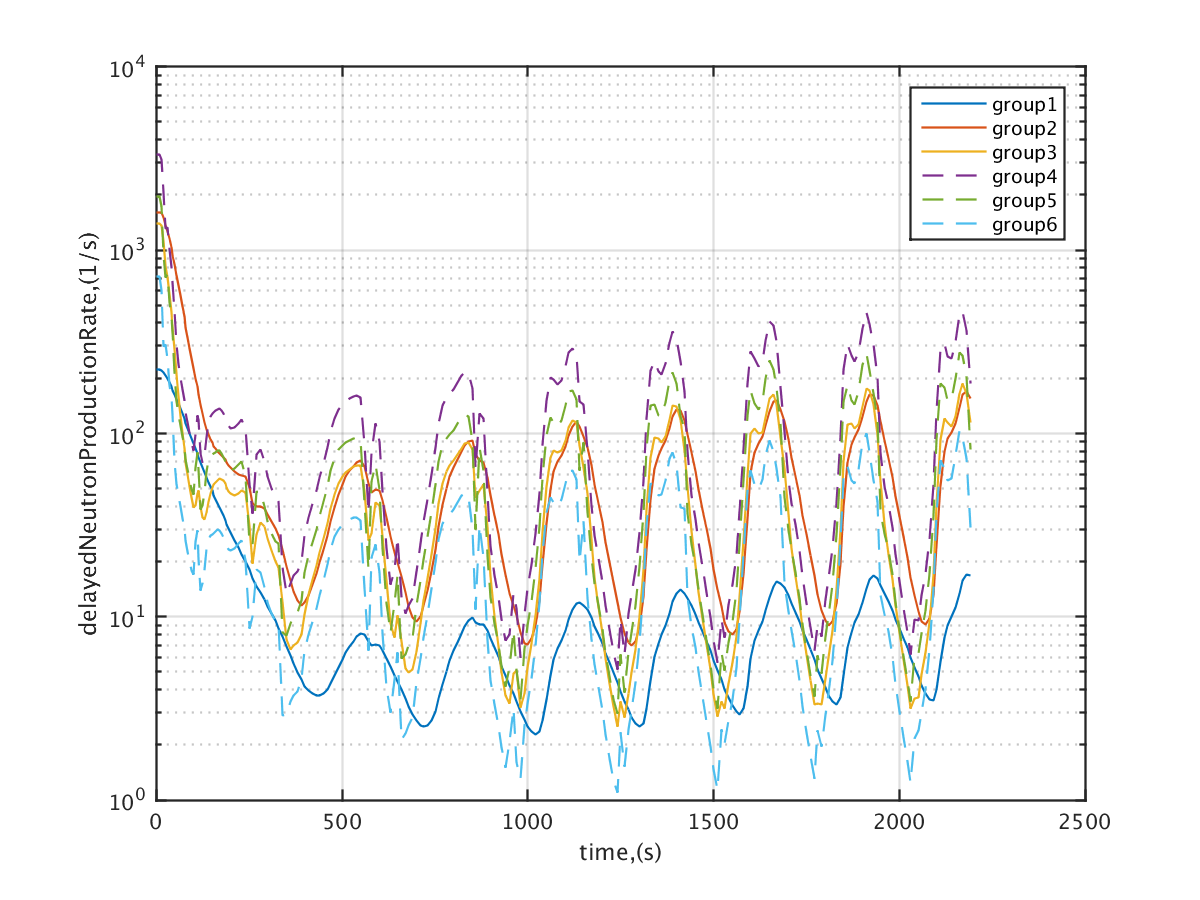 10^4
10^3
10^2
10^1
10^0
delayedNeutronProductionRate,(1/s)
group1
group2
group3
group4
group5
group6
0 500 1000 1500 2000 2500
time,(s)